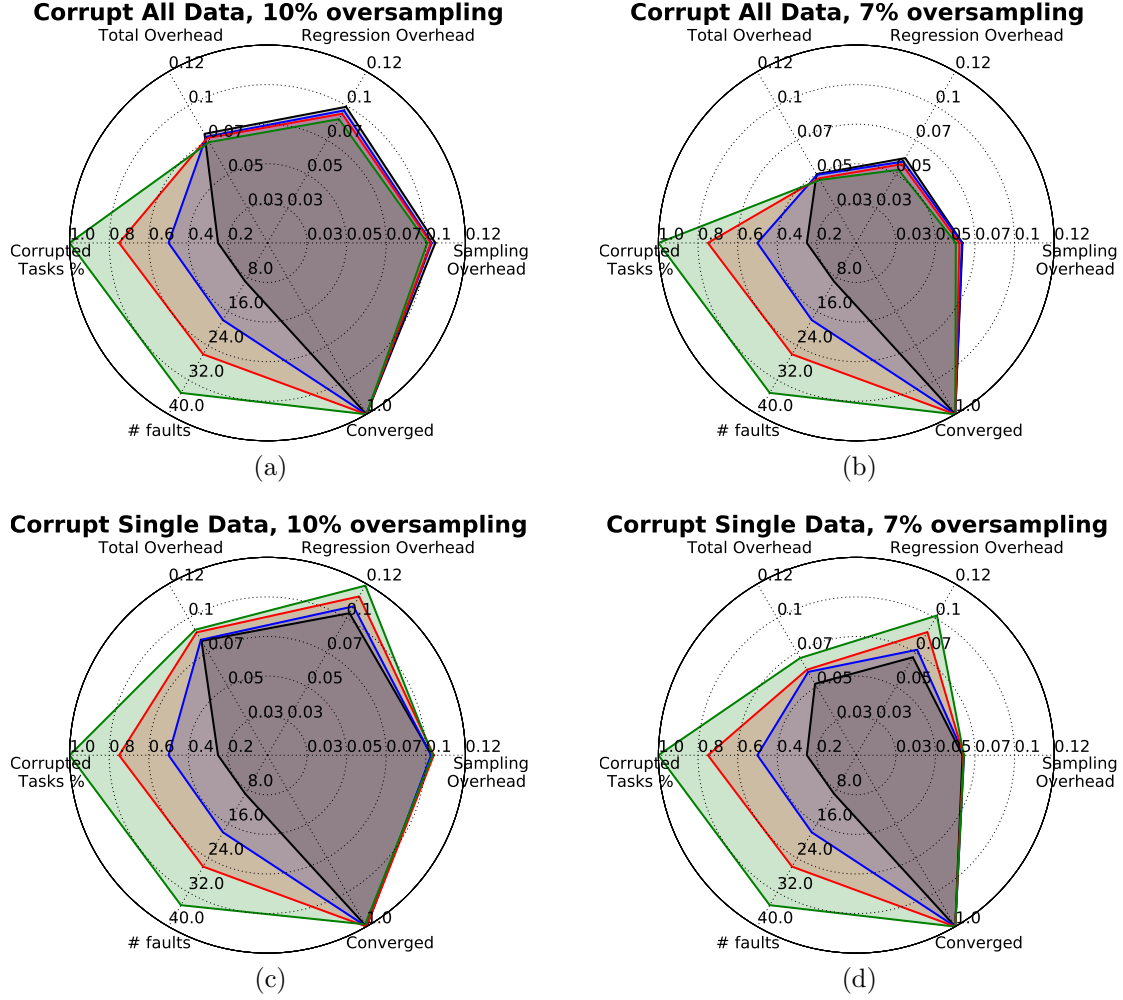 Corrupt All Data, 10% oversampling
Total Overhead
Regression Overhead
0.12
0.12
0.1
0.1
0.07
0.07
0.05
0.05
0.03
0.03
1.0
0.8
0.6
0.4
0.2
0.03
0.05
0.07
0.1
0.12
Corrupted
Tasks %
Sampling
Overhead
8.0
16.0
24.0
32.0
40.0
1.0
# faults
Converged
(a)
Corrupt All Data, 7% oversampling
Total Overhead
Regression Overhead
0.12
0.12
0.1
0.1
0.07
0.07
0.05
0.05
0.03
0.03
1.0
0.8
0.6
0.4
0.2
0.03
0.05
0.07
0.1
0.12
Corrupted
Tasks %
Sampling
Overhead
8.0
16.0
24.0
32.0
40.0
1.0
# faults
Converged
(b)
Corrupt Single Data, 10% oversampling
Total Overhead
Regression Overhead
0.12
0.12
0.1
0.1
0.07
0.07
0.05
0.05
0.03
0.03
1.0
0.8
0.6
0.4
0.2
0.03
0.05
0.07
0.1
0.12
Corrupted
Tasks %
Sampling
Overhead
8.0
16.0
24.0
32.0
40.0
1.0
# faults
Converged
(c)
Corrupt Single Data, 7% oversampling
Total Overhead
Regression Overhead
0.12
0.12
0.1
0.1
0.07
0.07
0.05
0.05
0.03
0.03
1.0
0.8
0.6
0.4
0.2
0.03
0.05
0.07
0.1
0.12
Corrupted
Tasks %
Sampling
Overhead
8.0
16.0
24.0
32.0
40.0
1.0
# faults
Converged
(d)